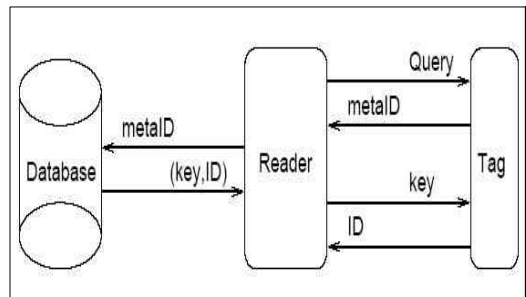 Query
metaID
metaID
Database
(key,ID)
Reader
key
Tag
ID